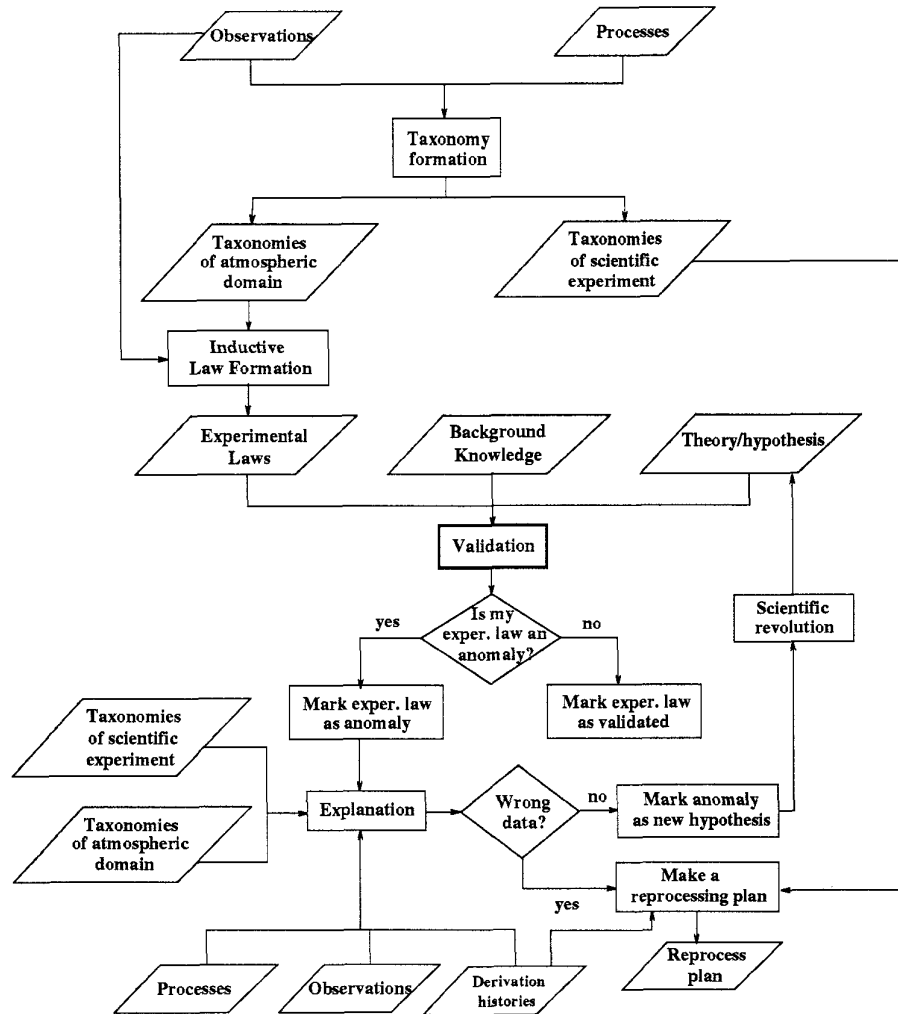 Observations
Processes
Taxonomy
formation
Taxonomies
of atmospheric
domain
Taxonomies
of scientific
experiment
Inductive
Law Formation
Experimental
Laws
Background
Knowledge
Theory/hypothesis
Validation
Is my
exper. law an
anomaly?
yes
no
Scientific
revolution
Mark exper. law
as anomaly
Mark exper. law
as validated
Taxonomies
of scientific
experiment
Explanation
Wrong
data?
no
Mark anomaly
as new hypothesis
Taxonomies
of atmospheric
domain
yes
Make a
reprocessing plan
Processes
Observations
Derivation
histories
Reprocess
plan